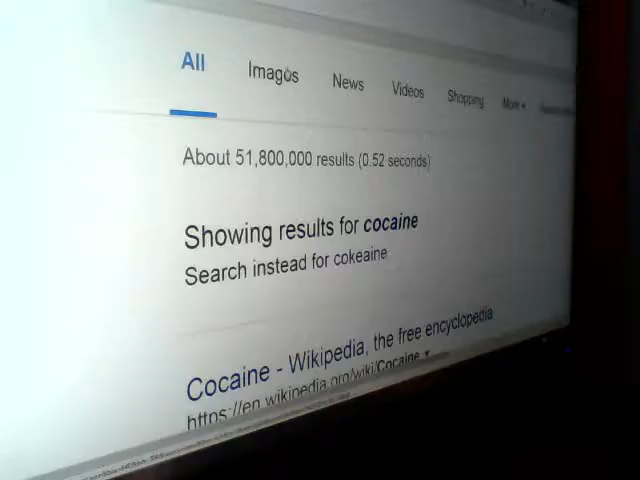 All Images News Videos Shopping More
About 51,800,000 results (0.52 seconds)
Showing results for cocaine
Search instead for cokeaine
Cocaine - Wikipedia, the free encyclopedia
https://en.wikipedia.org/wiki/Cocaine